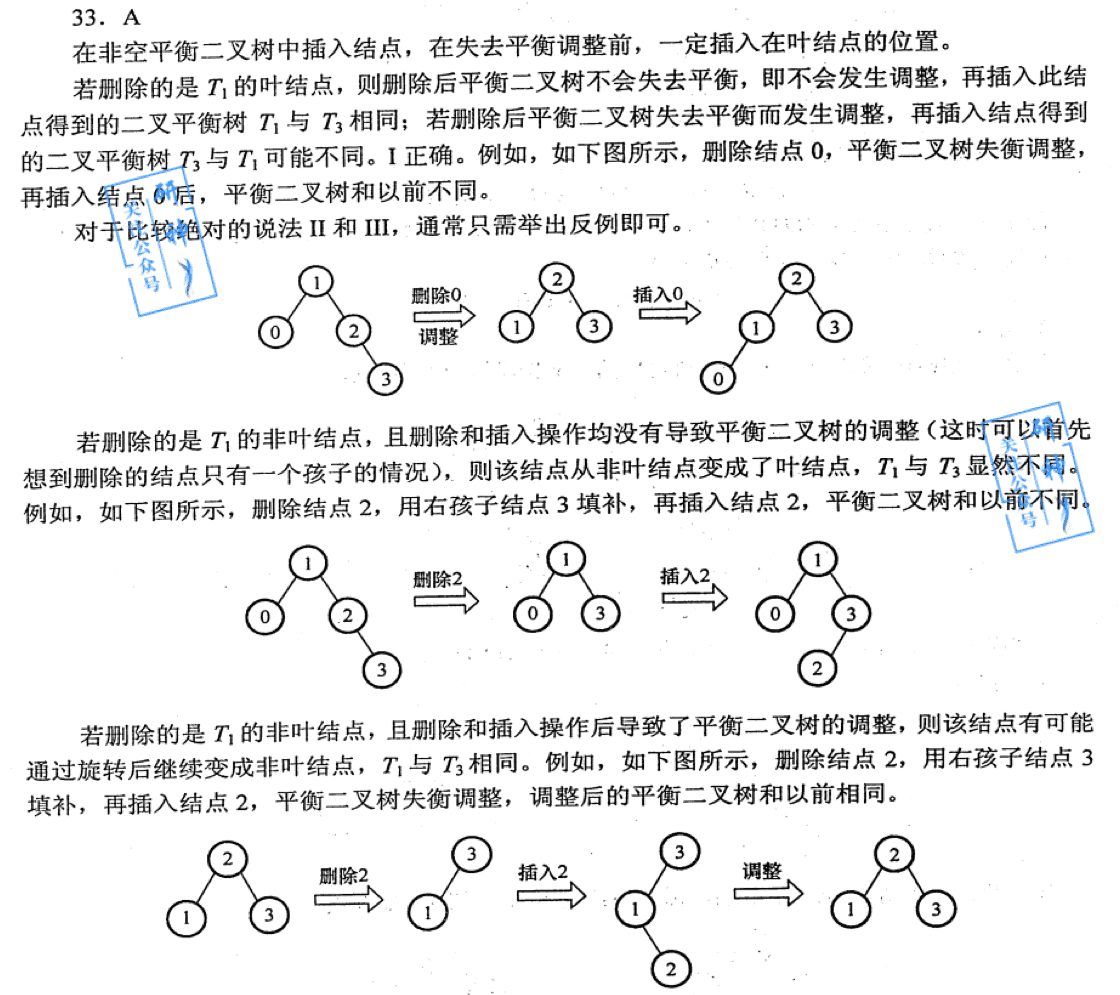 33. A
在非空平衡二叉树中插入结点，在失去平衡调整前，一定插入在叶结点的位置。
若删除的是 T₁ 的叶结点，则删除后平衡二叉树不会失去平衡，即不会发生调整，再插入此结
点得到的二叉平衡树 T₁ 与 T₃ 相同；若删除后平衡二叉树失去平衡而发生调整，再插入结点得到
的二叉平衡树 T₃ 与 T₁ 可能不同。I 正确。例如，如下图所示，删除结点 0，平衡二叉树失衡调整，
再插入结点 0 后，平衡二叉树和以前不同。
对于比较绝对的说法 II 和 III，通常只需举出反例即可。
1 0 2 3
删除0
调整
2 1 3
插入0
2 1 3 0
若删除的是 T₁ 的非叶结点，且删除和插入操作均没有导致平衡二叉树的调整（这时可以首先
想到删除的结点只有一个孩子的情况），则该结点从非叶结点变成了叶结点，T₁ 与 T₃ 显然不同。
例如，如下图所示，删除结点 2，用右孩子结点 3 填补，再插入结点 2，平衡二叉树和以前不同。
1 0 2 3
删除2
1 0 3
插入2
1 0 3 2
若删除的是 T₁ 的非叶结点，且删除和插入操作后导致了平衡二叉树的调整，则该结点有可能
通过旋转后继续变成非叶结点，T₁ 与 T₃ 相同。例如，如下图所示，删除结点 2，用右孩子结点 3
填补，再插入结点 2，平衡二叉树失衡调整，调整后的平衡二叉树和以前相同。
2 1 3
删除2
3 1
插入2
3 1 2
调整
2 1 3
公众号
公众号